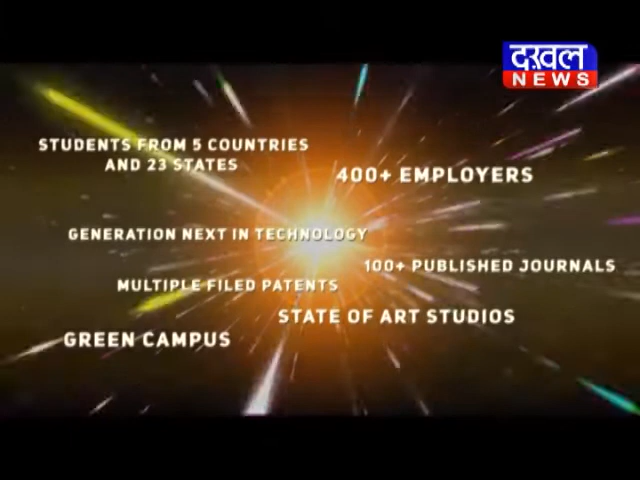 दख़ल
NEWS
STUDENTS FROM 5 COUNTRIES
AND 23 STATES
400+ EMPLOYERS
GENERATION NEXT IN TECHNOLOGY
100+ PUBLISHED JOURNALS
MULTIPLE FILED PATENTS
STATE OF ART STUDIOS
GREEN CAMPUS